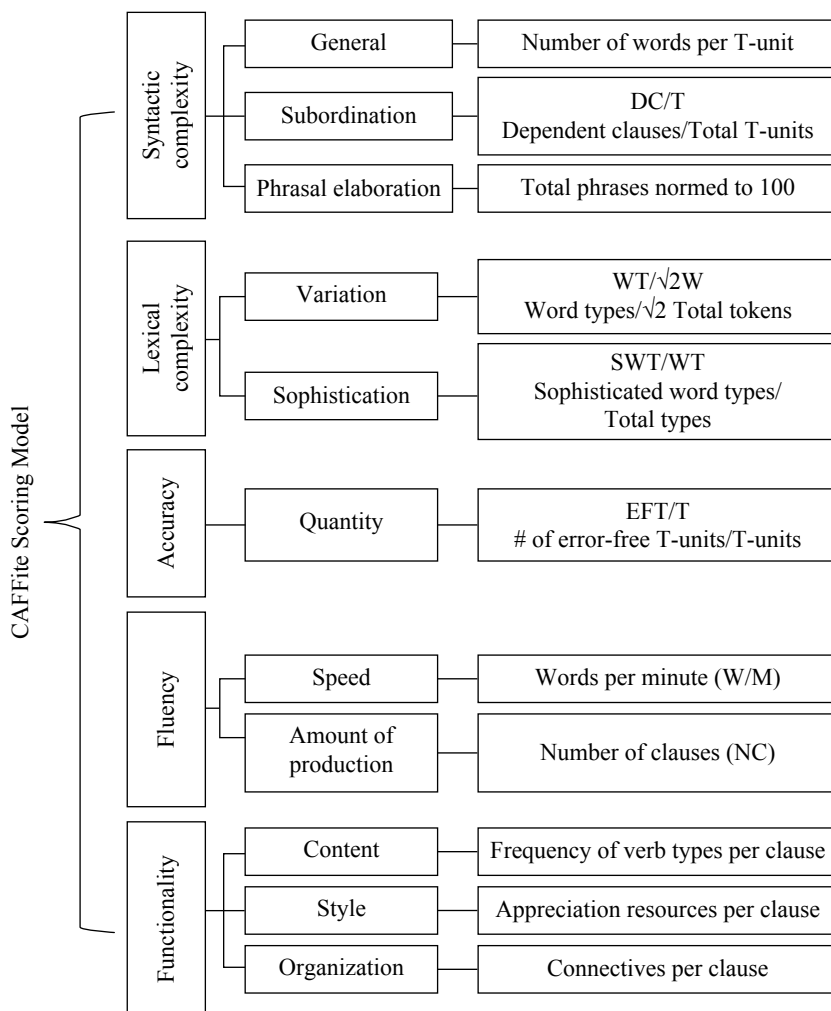 CAFFite Scoring Model
Syntactic
complexity
General
Number of words per T-unit
Subordination
DC/T
Dependent clauses/Total T-units
Phrasal elaboration
Total phrases normed to 100
Lexical
complexity
Variation
WT/√2W
Word types/√2 Total tokens
Sophistication
SWT/WT
Sophisticated word types/
Total types
Accuracy
Quantity
EFT/T
# of error-free T-units/T-units
Fluency
Speed
Words per minute (W/M)
Amount of
production
Number of clauses (NC)
Functionality
Content
Frequency of verb types per clause
Style
Appreciation resources per clause
Organization
Connectives per clause